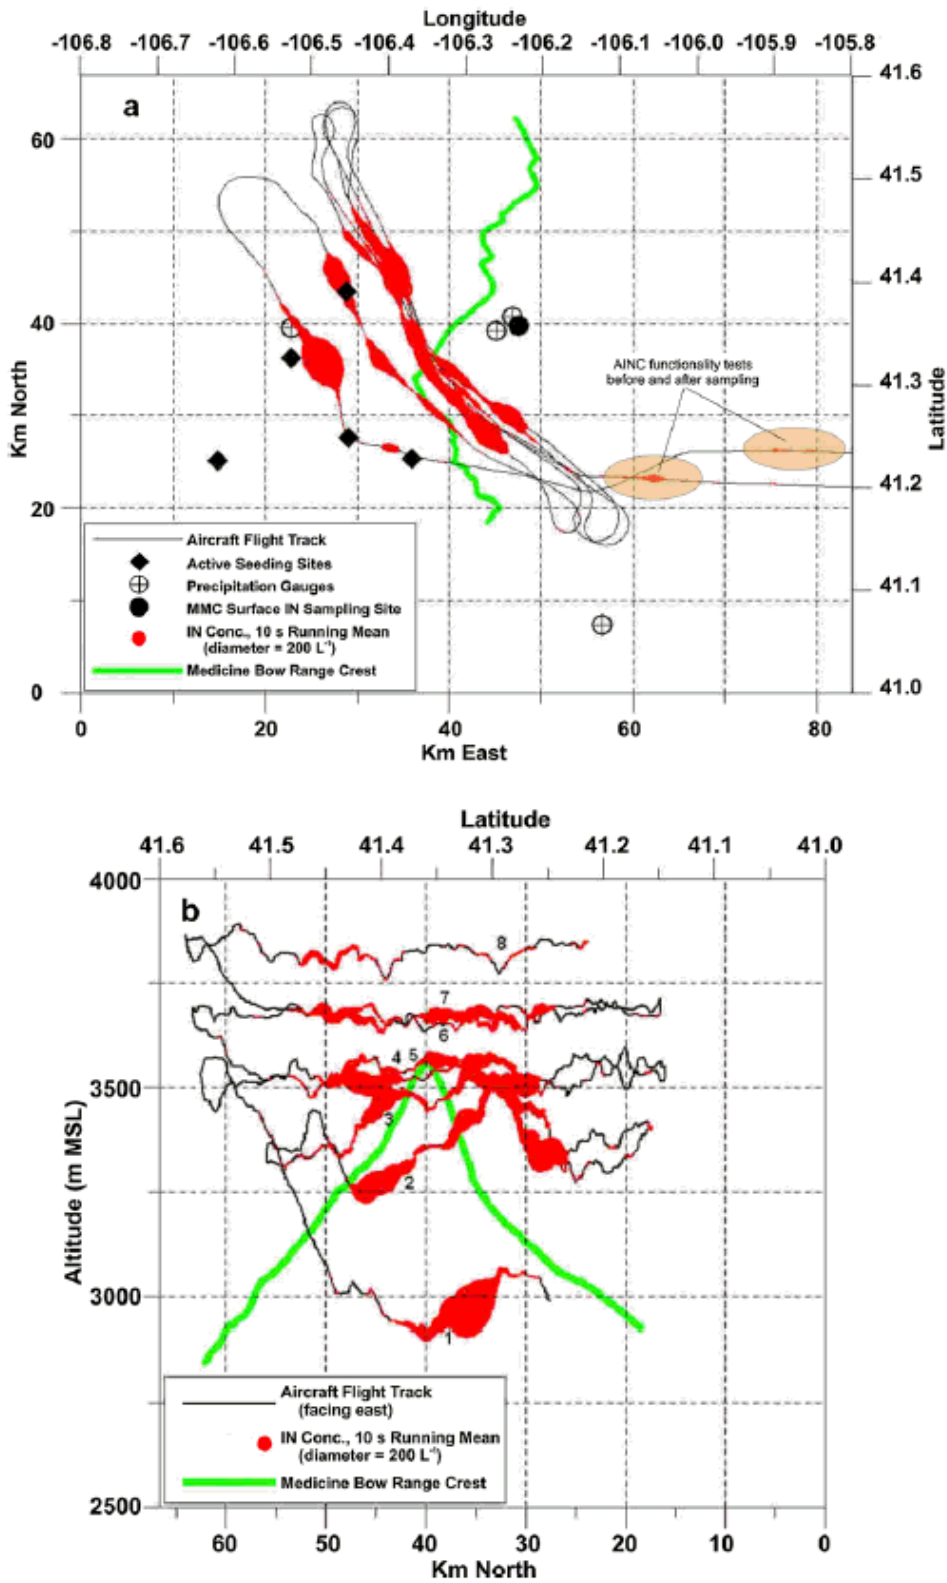 Longitude
-106.8 -106.7 -106.6 -106.5 -106.4 -106.3 -106.2 -106.1 -106.0 -105.9 -105.8
a
41.6
60
41.5
41.4
40
AINC functionality tests
before and after sampling
41.3
Km North
Latitude
41.2
20
Aircraft Flight Track
Active Seeding Sites
Precipitation Gauges
41.1
MMC Surface IN Sampling Site
IN Conc., 10 s Running Mean
(diameter = 200 L⁻¹)
Medicine Bow Range Crest
0
41.0
0 20 40 60 80
Km East
Latitude
41.6 41.5 41.4 41.3 41.2 41.1 41.0
4000
b
8
7
6
4 5
3500
3
2
Altitude (m MSL)
3000
1
Aircraft Flight Track
(facing east)
IN Conc., 10 s Running Mean
(diameter = 200 L⁻¹)
Medicine Bow Range Crest
2500
60 50 40 30 20 0
Km North